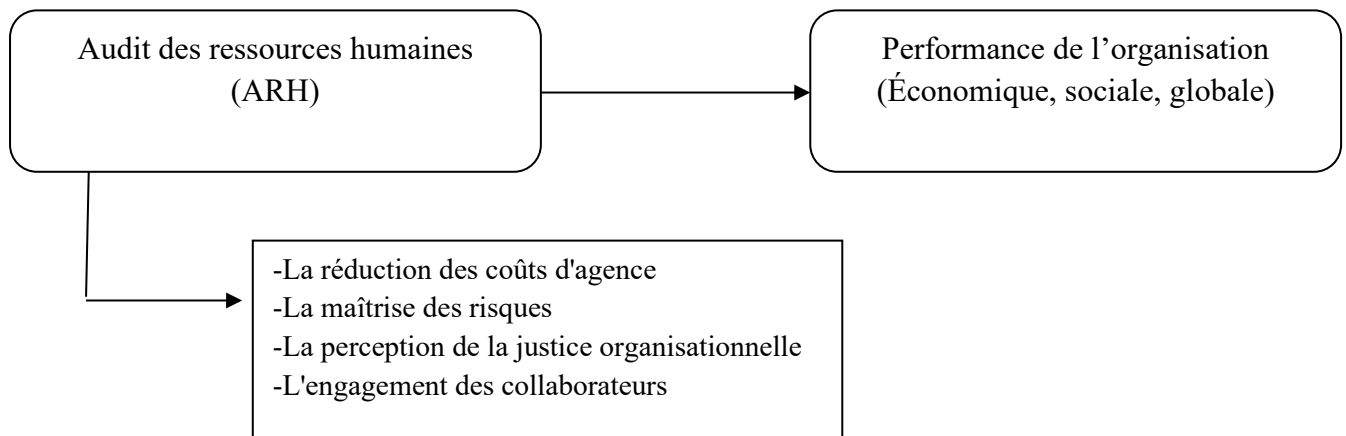 Audit des ressources humaines
(ARH)
Performance de l’organisation
(Économique, sociale, globale)
-La réduction des coûts d'agence
-La maîtrise des risques
-La perception de la justice organisationnelle
-L'engagement des collaborateurs